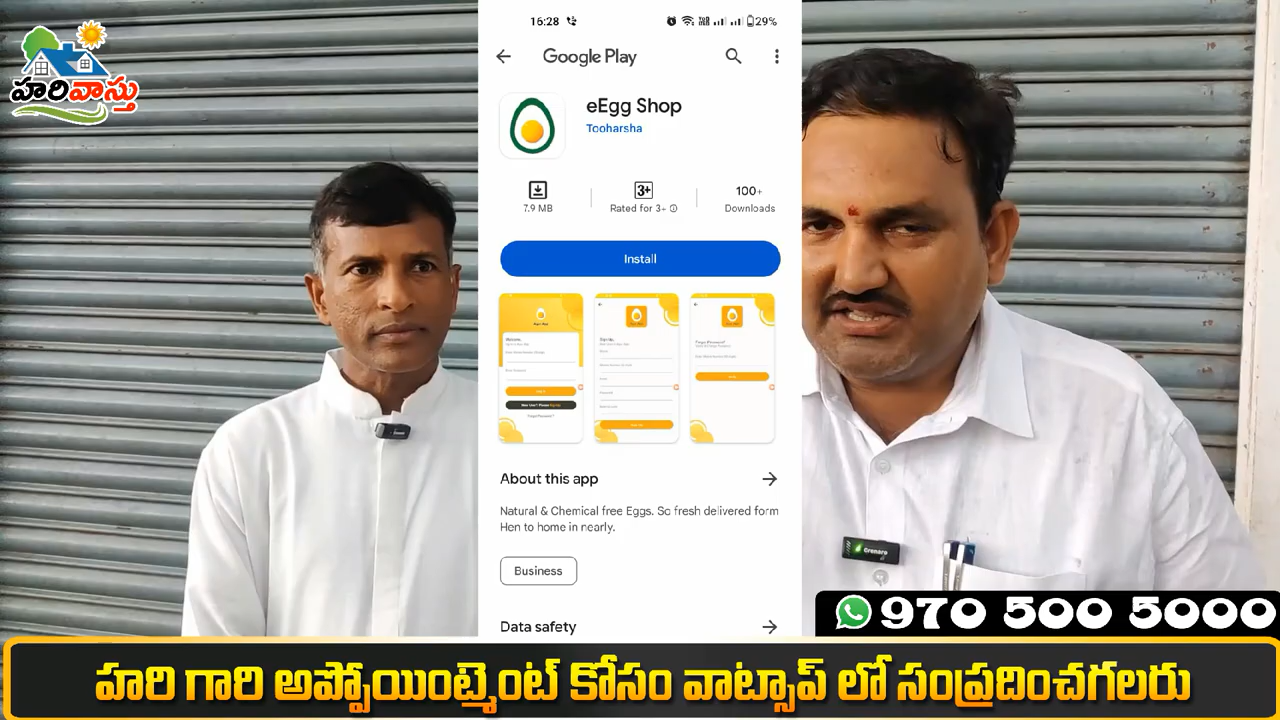 హరివాస్తు
16:28
29%
Google Play
eEgg Shop
Tooharsha
7.9 MB
3+
Rated for 3+
100+
Downloads
Install
About this app
Natural & Chemical free Eggs. So fresh delivered form
Hen to home in nearly.
Business
Data safety
Grenaro
970 500 5000
హరి గారి అప్పోయింట్మెంట్ కోసం వాట్సాప్ లో సంప్రదించగలరు